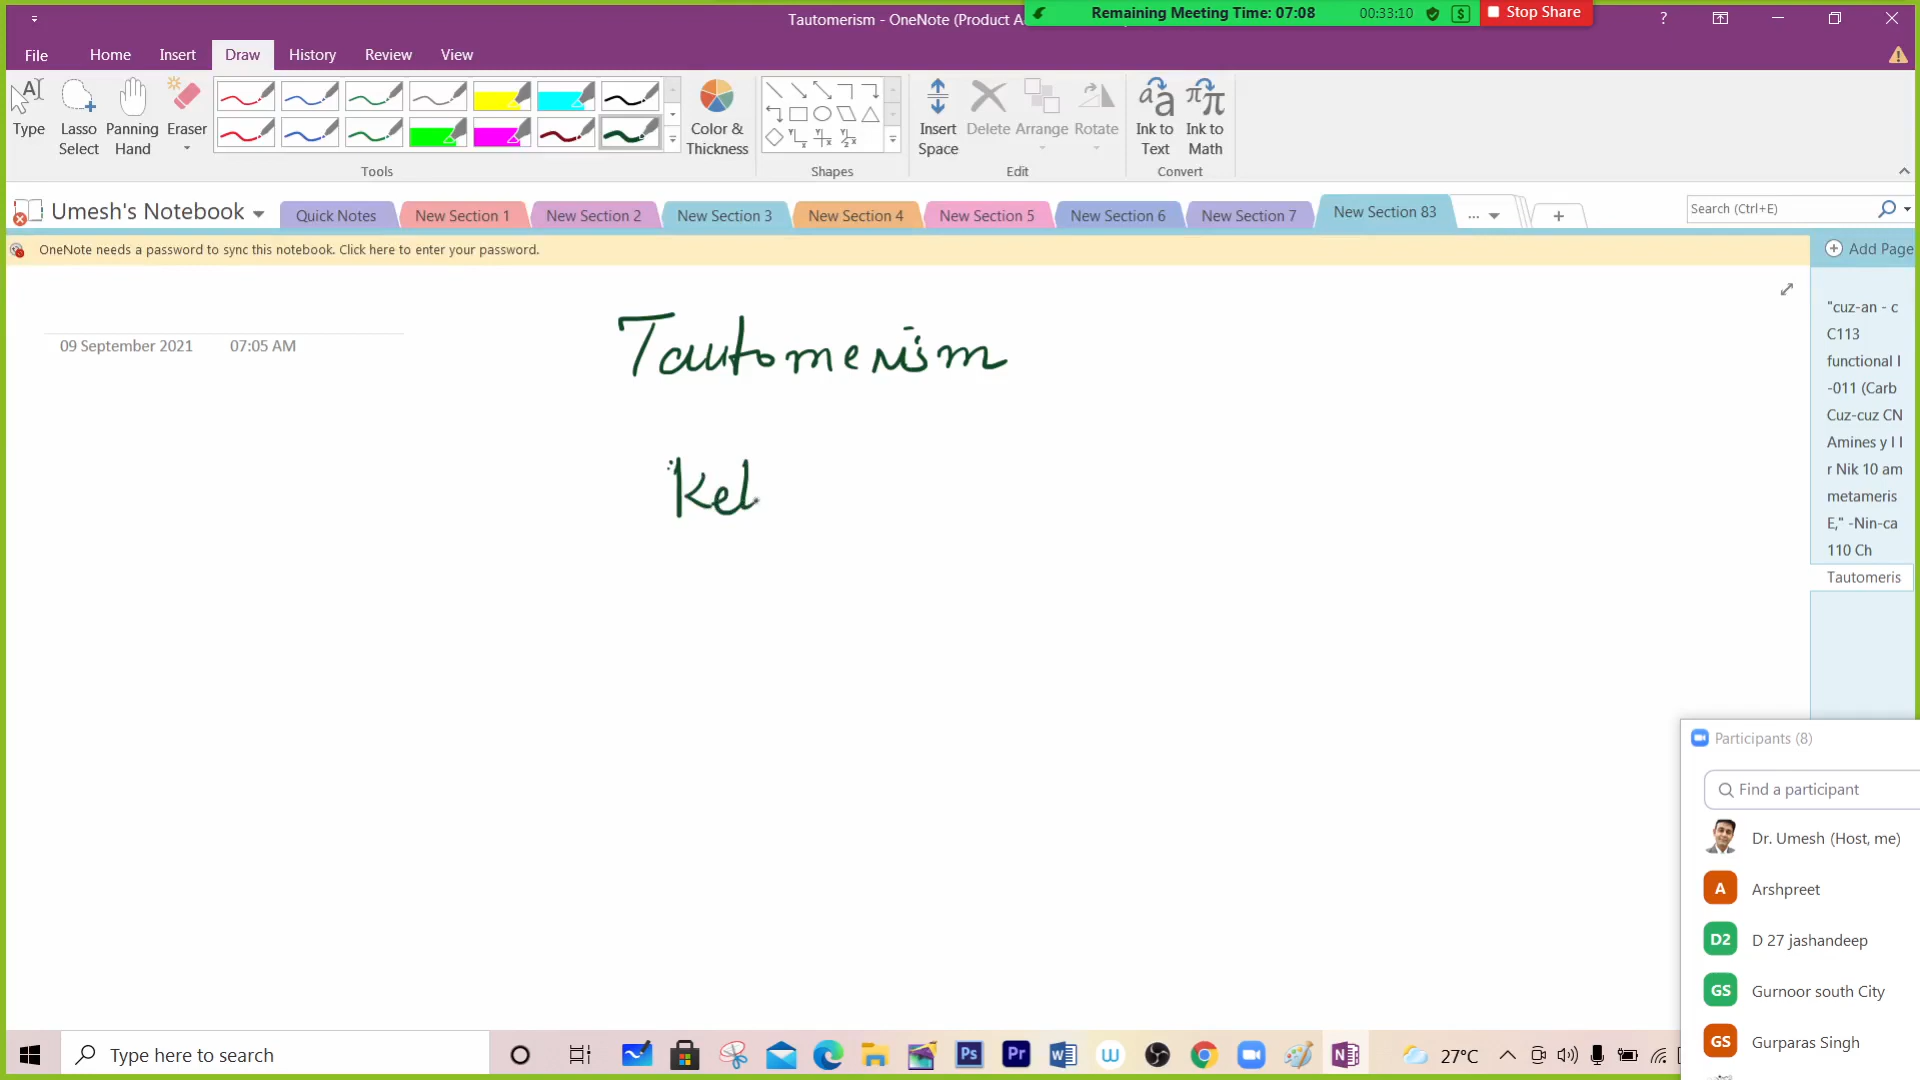 Tautomerism - OneNote (Product A
Remaining Meeting Time: 07:08
00:33:10
$
Stop Share
?
File
Home
Insert
Draw
History
Review
View
Type
Lasso Select
Panning Hand
Eraser
Color & Thickness
Insert Space
Delete
Arrange
Rotate
Ink to Text
Ink to Math
Tools
Shapes
Edit
Convert
Umesh's Notebook
Quick Notes
New Section 1
New Section 2
New Section 3
New Section 4
New Section 5
New Section 6
New Section 7
New Section 83
...
Search (Ctrl+E)
OneNote needs a password to sync this notebook. Click here to enter your password.
Add Page
09 September 2021
07:05 AM
Tautomerism
Ket
"cuz-an - c
C113
functional I
-011 (Carb
Cuz-cuz CN
Amines y I I
r Nik 10 am
metameris
E," -Nin-ca
110 Ch
Tautomeris
Participants (8)
Find a participant
Dr. Umesh (Host, me)
A
Arshpreet
D2
D 27 jashandeep
GS
Gurnoor south City
GS
Gurparas Singh
Type here to search
Ps
Pr
27°C